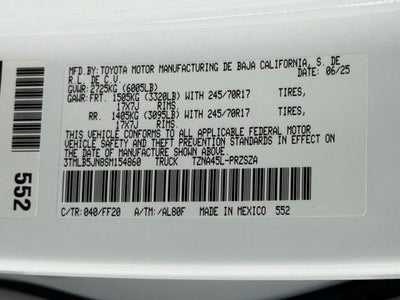 MFD.BY:TOYOTA MOTOR MANUFACTURING DE BAJA CALIFORNIA, S. DE
R.L. DE C.V. DATE: 06/25
GVWR:2725KG (6005LB)
GAWR:FRT. 1505KG (3320LB) WITH 245/70R17 TIRES,
17X7J RIMS,
RR. 1405KG (3095LB) WITH 245/70R17 TIRES,
17X7J RIMS.
THIS VEHICLE CONFORMS TO ALL APPLICABLE FEDERAL MOTOR
VEHICLE SAFETY STANDARDS IN EFFECT ON THE
DATE OF MANUFACTURE SHOWN ABOVE.
3TMLB5JN8SM154860 TRUCK TZNA45L-PRZSZA
C/TR:040/FF20 A/TM:/AL80F MADE IN MEXICO 552
552